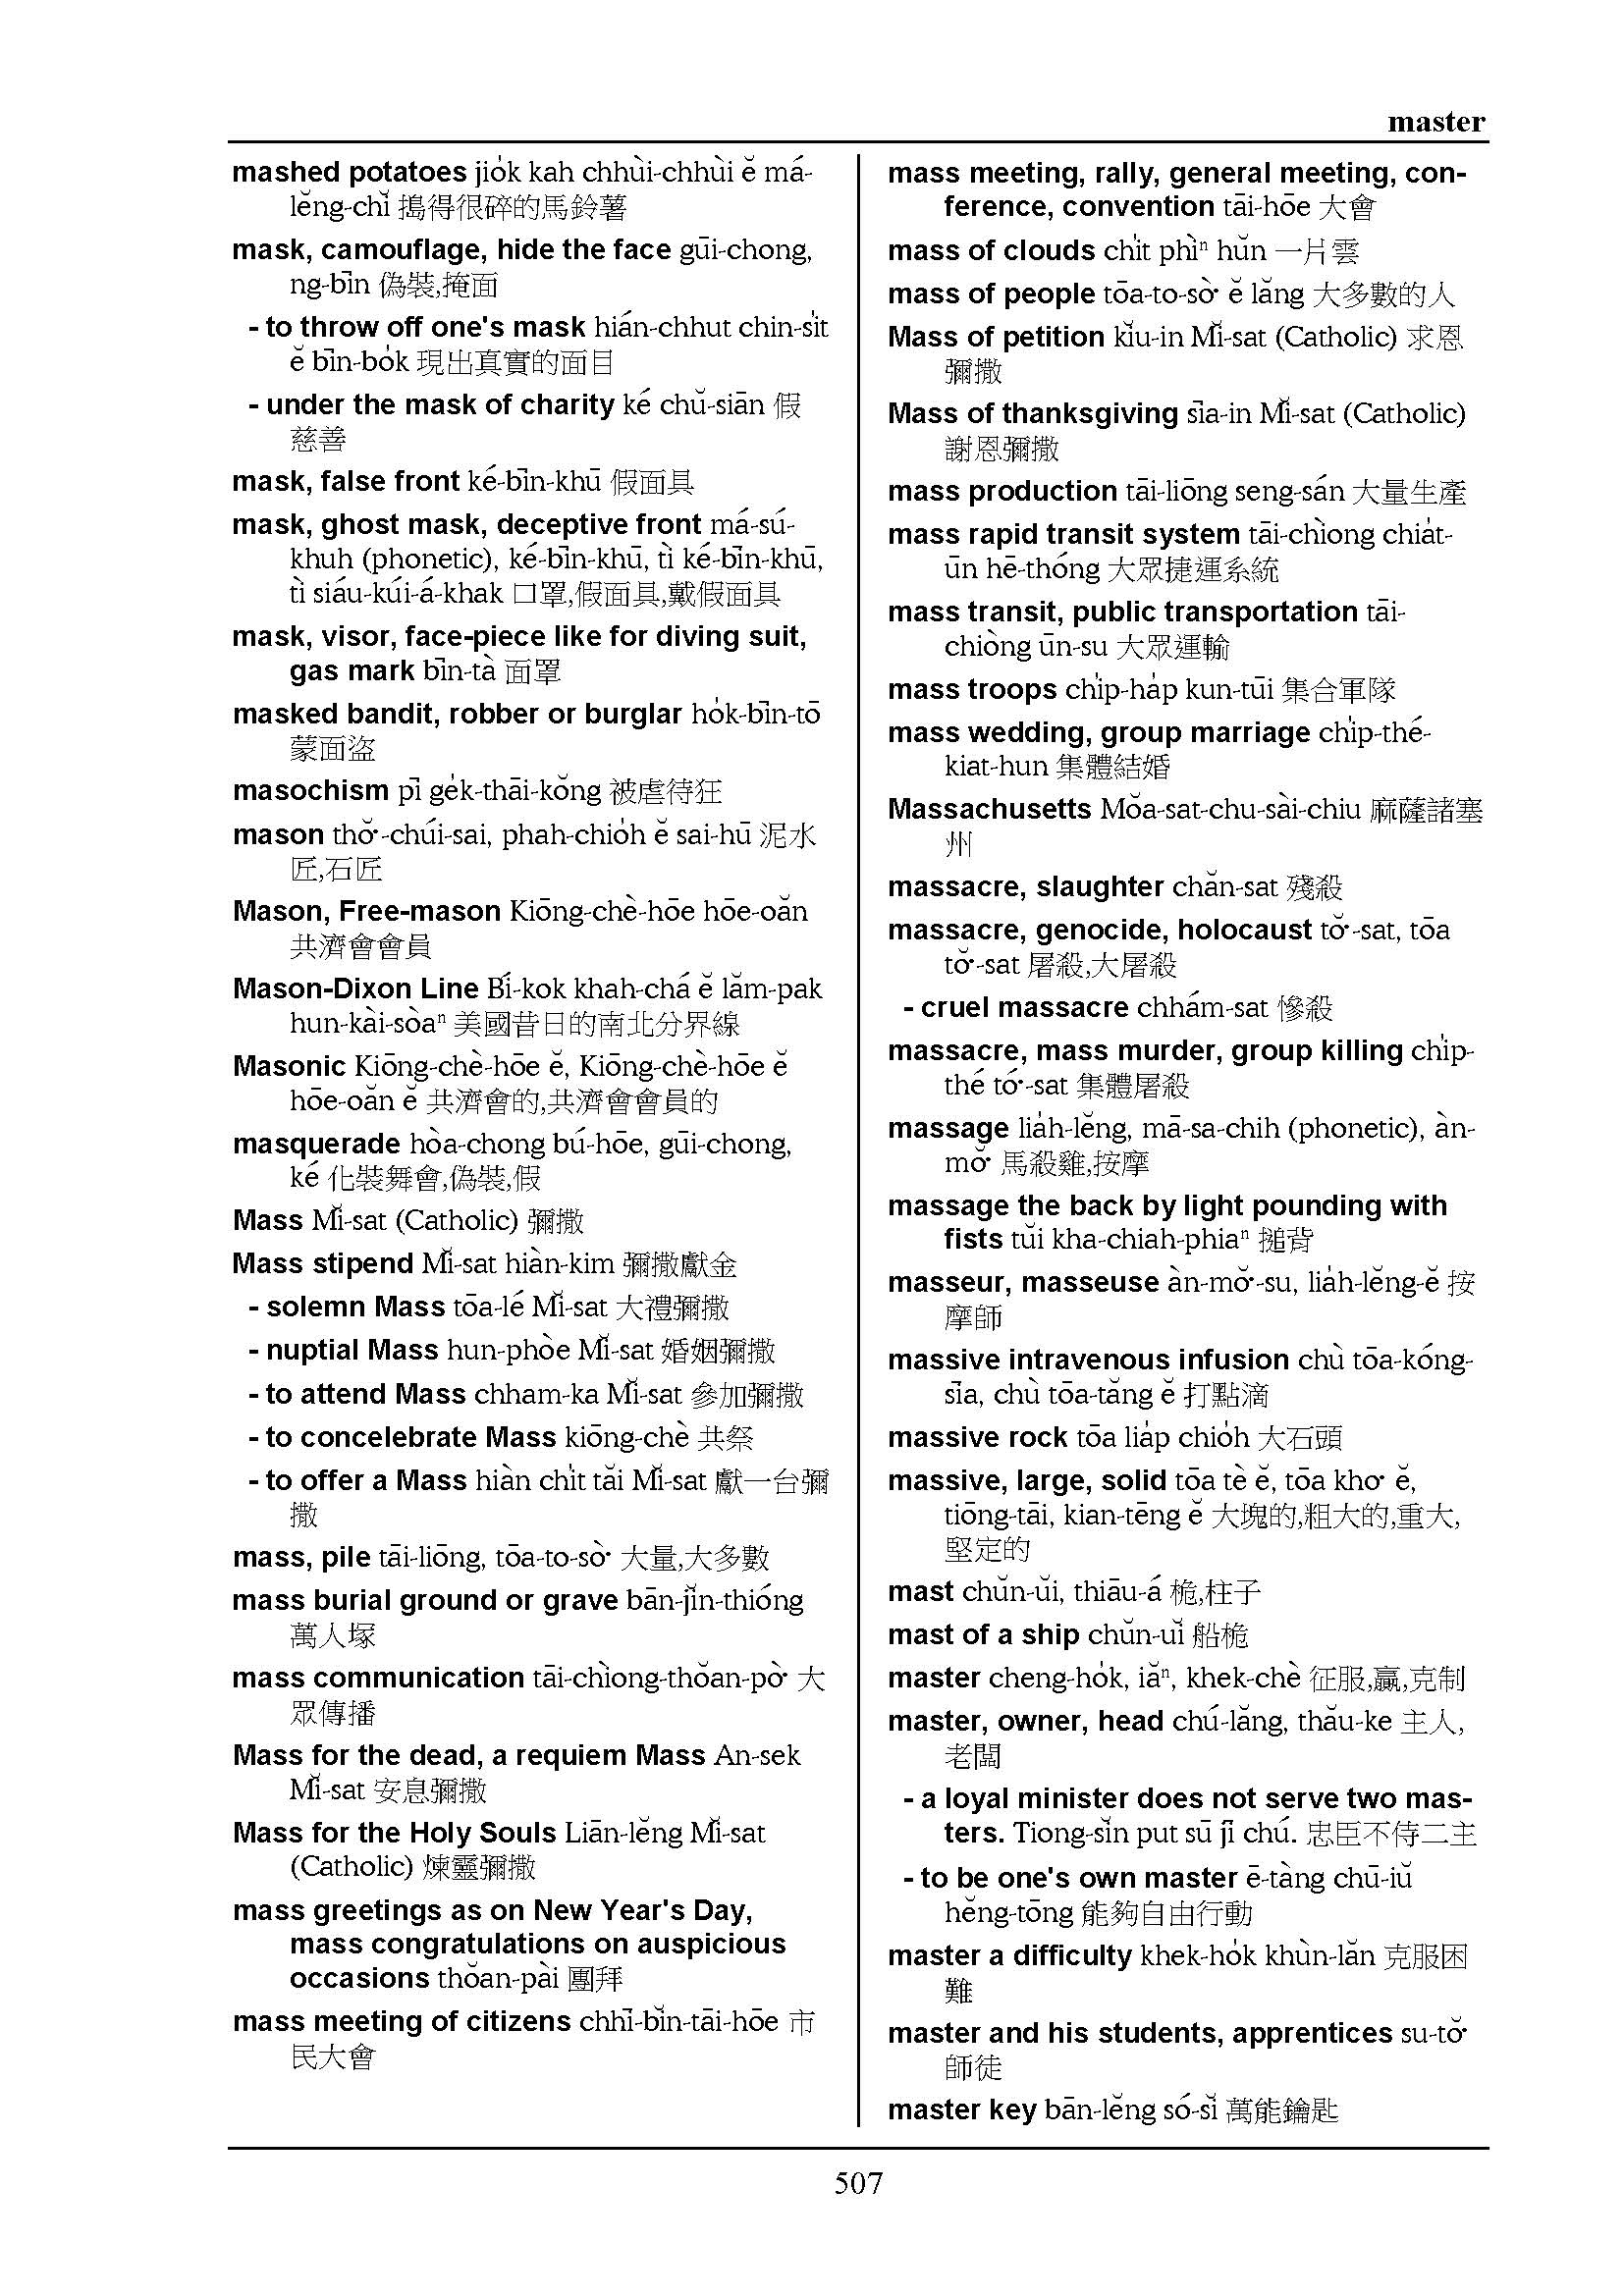 master
mashed potatoes jio̍k kah chhùi-chhùi ĕ má-
lĕng-chĭ 搗得很碎的馬鈴薯
mask, camouflage, hide the face gūi-chong,
ng-bīn 偽裝,掩面
- to throw off one's mask hián-chhut chin-si̍t
ĕ bīn-bo̍k 現出真實的面目
- under the mask of charity ké chŭ-siān 假
慈善
mask, false front ké-bīn-khū 假面具
mask, ghost mask, deceptive front má-sú-
khuh (phonetic), ké-bīn-khū, tì ké-bīn-khū,
tì siáu-kúi-á-khak 口罩,假面具,戴假面具
mask, visor, face-piece like for diving suit,
gas mark bīn-tà 面罩
masked bandit, robber or burglar ho̍k-bīn-tō
蒙面盜
masochism pī ge̍k-thāi-kŏng 被虐待狂
mason thŏ͘-chúi-sai, phah-chio̍h ĕ sai-hū 泥水
匠,石匠
Mason, Free-mason Kiōng-chè-hōe hōe-oăn
共濟會會員
Mason-Dixon Line Bí-kok khah-chá ĕ lăm-pak
hun-kài-sòaⁿ 美國昔日的南北分界線
Masonic Kiōng-chè-hōe ĕ, Kiōng-chè-hōe ĕ
hōe-oăn ĕ 共濟會的,共濟會會員的
masquerade hòa-chong bú-hōe, gūi-chong,
ké 化裝舞會,偽裝,假
Mass Mĭ-sat (Catholic) 彌撒
Mass stipend Mĭ-sat hiàn-kim 彌撒獻金
- solemn Mass tōa-lé Mĭ-sat 大禮彌撒
- nuptial Mass hun-phòe Mĭ-sat 婚姻彌撒
- to attend Mass chham-ka Mĭ-sat 參加彌撒
- to concelebrate Mass kiōng-chè 共祭
- to offer a Mass hiàn chi̍t tăi Mĭ-sat 獻一台彌
撒
mass, pile tāi-liōng, tōa-to-sò͘ 大量,大多數
mass burial ground or grave bān-jĭn-thióng
萬人塚
mass communication tāi-chìong-thŏan-pò͘ 大
眾傳播
Mass for the dead, a requiem Mass An-sek
Mĭ-sat 安息彌撒
Mass for the Holy Souls Liān-lĕng Mĭ-sat
(Catholic) 煉靈彌撒
mass greetings as on New Year's Day,
mass congratulations on auspicious
occasions thŏan-pài 團拜
mass meeting of citizens chhī-bĭn-tāi-hōe 市
民大會
mass meeting, rally, general meeting, con-
ference, convention tāi-hōe 大會
mass of clouds chi̍t phìⁿ hŭn 一片雲
mass of people tōa-to-sò͘ ĕ lăng 大多數的人
Mass of petition kĭu-in Mĭ-sat (Catholic) 求恩
彌撒
Mass of thanksgiving sīa-in Mĭ-sat (Catholic)
謝恩彌撒
mass production tāi-liōng seng-sán 大量生產
mass rapid transit system tāi-chìong chia̍t-
ūn hē-thóng 大眾捷運系統
mass transit, public transportation tāi-
chiòng ūn-su 大眾運輸
mass troops chi̍p-ha̍p kun-tūi 集合軍隊
mass wedding, group marriage chi̍p-thé-
kiat-hun 集體結婚
Massachusetts Mŏa-sat-chu-sài-chiu 麻薩諸塞
州
massacre, slaughter chăn-sat 殘殺
massacre, genocide, holocaust tŏ͘-sat, tōa
tŏ͘-sat 屠殺,大屠殺
- cruel massacre chhám-sat 慘殺
massacre, mass murder, group killing chi̍p-
thé tó͘-sat 集體屠殺
massage lia̍h-lĕng, mā-sa-chih (phonetic), àn-
mŏ͘ 馬殺雞,按摩
massage the back by light pounding with
fists tŭi kha-chiah-phiaⁿ 搥背
masseur, masseuse àn-mŏ͘-su, lia̍h-lĕng-ĕ 按
摩師
massive intravenous infusion chù tōa-kóng-
sīa, chù tōa-tăng ĕ 打點滴
massive rock tōa lia̍p chio̍h 大石頭
massive, large, solid tōa tè ĕ, tōa kho͘ ĕ,
tiōng-tāi, kian-tēng ĕ 大塊的,粗大的,重大,
堅定的
mast chŭn-ŭi, thiāu-á 桅,柱子
mast of a ship chŭn-uĭ 船桅
master cheng-ho̍k, iăⁿ, khek-chè 征服,贏,克制
master, owner, head chú-lăng, thău-ke 主人,
老闆
- a loyal minister does not serve two mas-
ters. Tiong-sĭn put sū jī chú. 忠臣不侍二主
- to be one's own master ē-tàng chū-iŭ
hĕng-tōng 能夠自由行動
master a difficulty khek-ho̍k khùn-lăn 克服困
難
master and his students, apprentices su-tŏ͘
師徒
master key bān-lĕng só-sĭ 萬能鑰匙
507